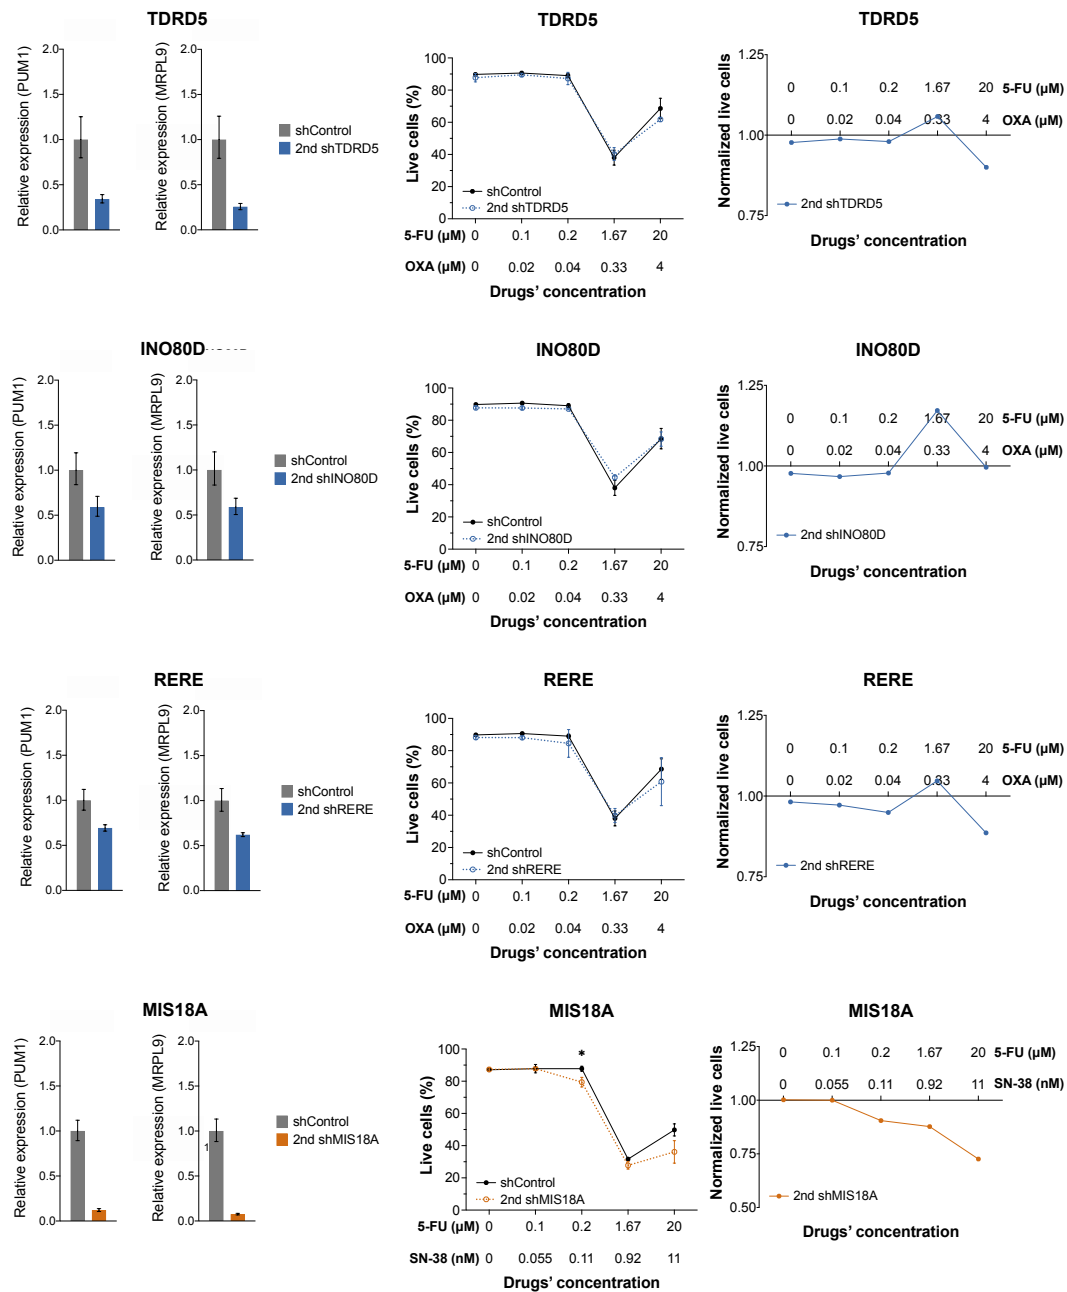 TDRD5
Relative expression (PUM1)
2.0
1.5
1.0
0.5
0.0
Relative expression (MRPL9)
2.0
1.5
1.0
0.5
0.0
shControl
2nd shTDRD5
TDRD5
Live cells (%)
100
80
60
40
20
0
shControl
2nd shTDRD5
5-FU (µM) 0 0.1 0.2 1.67 20
OXA (µM) 0 0.02 0.04 0.33 4
Drugs' concentration
TDRD5
Normalized live cells
1.25
1.00
0.75
0 0.1 0.2 1.67 20 5-FU (µM)
0 0.02 0.04 0.33 4 OXA (µM)
2nd shTDRD5
Drugs' concentration
INO80D
Relative expression (PUM1)
2.0
1.5
1.0
0.5
0.0
Relative expression (MRPL9)
2.0
1.5
1.0
0.5
0.0
shControl
2nd shINO80D
INO80D
Live cells (%)
100
80
60
40
20
0
shControl
2nd shINO80D
5-FU (µM) 0 0.1 0.2 1.67 20
OXA (µM) 0 0.02 0.04 0.33 4
Drugs' concentration
INO80D
Normalized live cells
1.25
1.00
0.75
0 0.1 0.2 1.67 20 5-FU (µM)
0 0.02 0.04 0.33 4 OXA (µM)
2nd shINO80D
Drugs' concentration
RERE
Relative expression (PUM1)
2.0
1.5
1.0
0.5
0.0
Relative expression (MRPL9)
2.0
1.5
1.0
0.5
0.0
shControl
2nd shRERE
RERE
Live cells (%)
100
80
60
40
20
0
shControl
2nd shRERE
5-FU (µM) 0 0.1 0.2 1.67 20
OXA (µM) 0 0.02 0.04 0.33 4
Drugs' concentration
RERE
Normalized live cells
1.25
1.00
0.75
0 0.1 0.2 1.67 20 5-FU (µM)
0 0.02 0.04 0.33 4 OXA (µM)
2nd shRERE
Drugs' concentration
MIS18A
Relative expression (PUM1)
2.0
1.5
1.0
0.5
0.0
Relative expression (MRPL9)
2.0
1.5
1.0
0.5
0.0
shControl
2nd shMIS18A
MIS18A
Live cells (%)
100
80
60
40
20
0
*
shControl
2nd shMIS18A
5-FU (µM) 0 0.1 0.2 1.67 20
SN-38 (nM) 0 0.055 0.11 0.92 11
Drugs' concentration
MIS18A
Normalized live cells
1.25
1.00
0.75
0.50
0 0.1 0.2 1.67 20 5-FU (µM)
0 0.055 0.11 0.92 11 SN-38 (nM)
2nd shMIS18A
Drugs' concentration